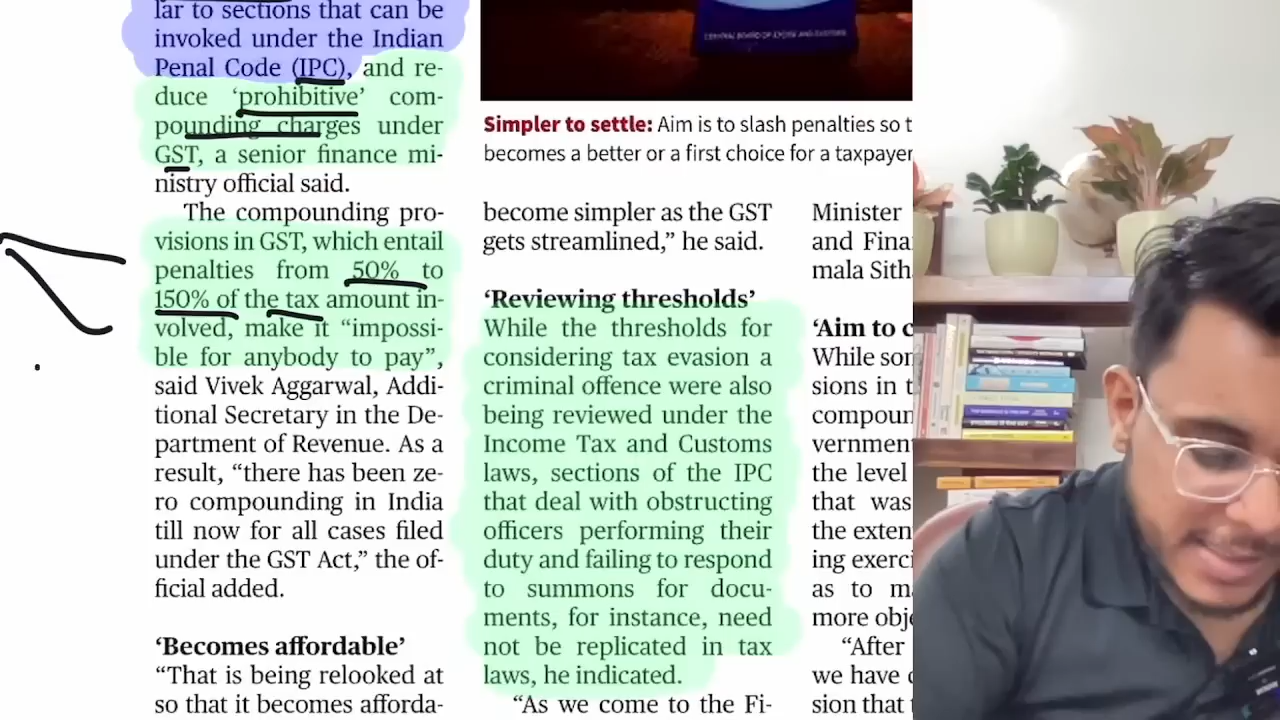 lar to sections that can be
invoked under the Indian
Penal Code (IPC), and re-
duce ‘prohibitive’ com-
pounding charges under
GST, a senior finance mi-
nistry official said.
The compounding pro-
visions in GST, which entail
penalties from 50% to
150% of the tax amount in-
volved, make it “impossi-
ble for anybody to pay”,
said Vivek Aggarwal, Addi-
tional Secretary in the De-
partment of Revenue. As a
result, “there has been ze-
ro compounding in India
till now for all cases filed
under the GST Act,” the of-
ficial added.
‘Becomes affordable’
“That is being relooked at
so that it becomes afforda-
CENTRAL BOARD OF EXCISE AND CUSTOMS
Simpler to settle: Aim is to slash penalties so t
becomes a better or a first choice for a taxpayer
become simpler as the GST
gets streamlined,” he said.
‘Reviewing thresholds’
While the thresholds for
considering tax evasion a
criminal offence were also
being reviewed under the
Income Tax and Customs
laws, sections of the IPC
that deal with obstructing
officers performing their
duty and failing to respond
to summons for docu-
ments, for instance, need
not be replicated in tax
laws, he indicated.
“As we come to the Fi-
Minister
and Fina
mala Sith
‘Aim to c
While som
sions in t
compoun
vernment
the level
that was
the exten
ing exerci
as to m
more obje
“After
we have
sion that